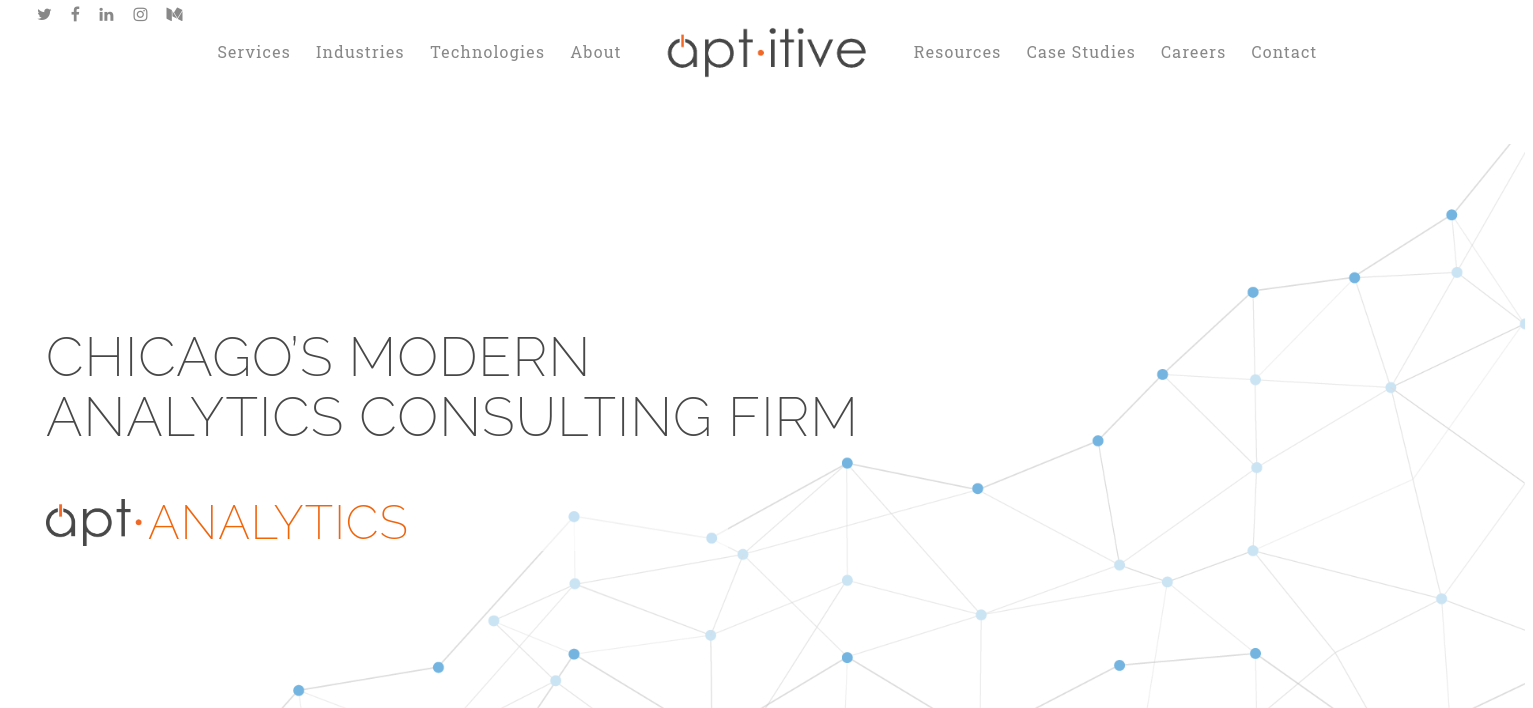 Services Industries Technologies About apt·itive Resources Case Studies Careers Contact
CHICAGO’S MODERN
ANALYTICS CONSULTING FIRM
apt·ANALYTICS